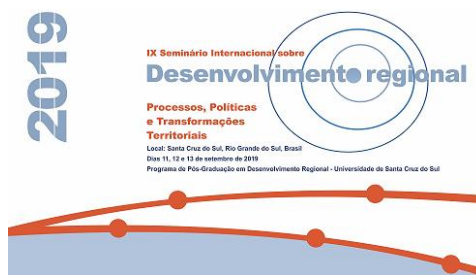 2019
IX Seminário Internacional sobre
Desenvolvimento regional
Processos, Políticas
e Transformações
Territoriais
Local: Santa Cruz do Sul, Rio Grande do Sul, Brasil
Dias 11, 12 e 13 de setembro de 2019
Programa de Pós-Graduação em Desenvolvimento Regional - Universidade de Santa Cruz do Sul